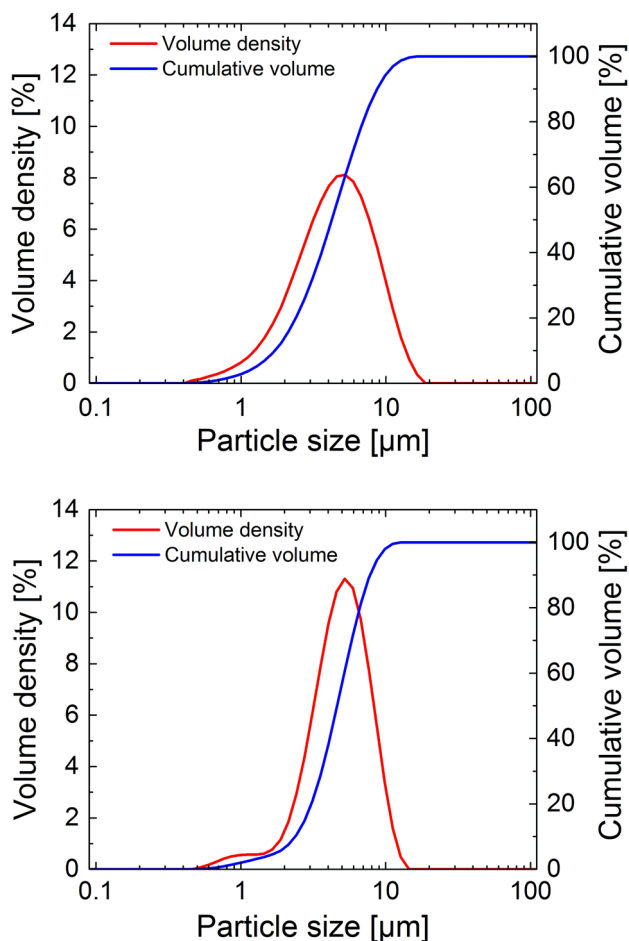 14
12
10
8
6
4
2
0
Volume density [%]
Volume density
Cumulative volume
100
80
60
40
20
0
Cumulative volume [%]
0.1 1 10 100
Particle size [µm]
14
12
10
8
6
4
2
0
Volume density [%]
Volume density
Cumulative volume
100
80
60
40
20
0
Cumulative volume [%]
0.1 1 10 100
Particle size [µm]